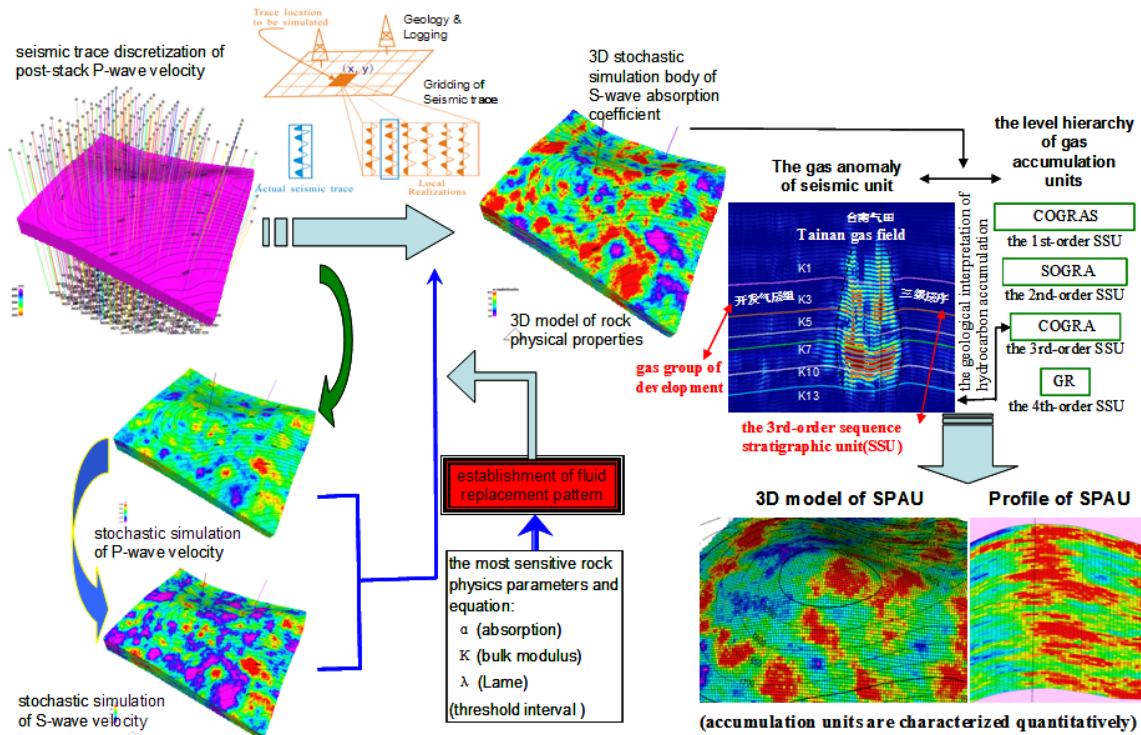 seismic trace discretization of
post-stack P-wave velocity
Trace location
to be simulated
Geology &
Logging
(x, y)
Gridding of
Seismic trace
Actual seismic trace
Local
Realizations
3D stochastic
simulation body of
S-wave absorption
coefficient
3D model of rock
physical properties
The gas anomaly
of seismic unit
the level hierarchy
of gas
accumulation
units
台南气田
Tainan gas field
K1
开发气层组
K3
三级层序
K5
K7
K10
K13
the geological interpretation of
hydrocarbon accumulation
COGRAS
the 1st-order SSU
SOGRA
the 2nd-order SSU
COGRA
the 3rd-order SSU
GR
the 4th-order SSU
gas group of
development
the 3rd-order sequence
stratigraphic unit(SSU)
stochastic simulation
of P-wave velocity
stochastic simulation
of S-wave velocity
establishment of fluid
replacement pattern
the most sensitive rock
physics parameters and
equation:
α (absorption)
K (bulk modulus)
λ (Lame)
(threshold interval )
3D model of SPAU
Profile of SPAU
(accumulation units are characterized quantitatively)